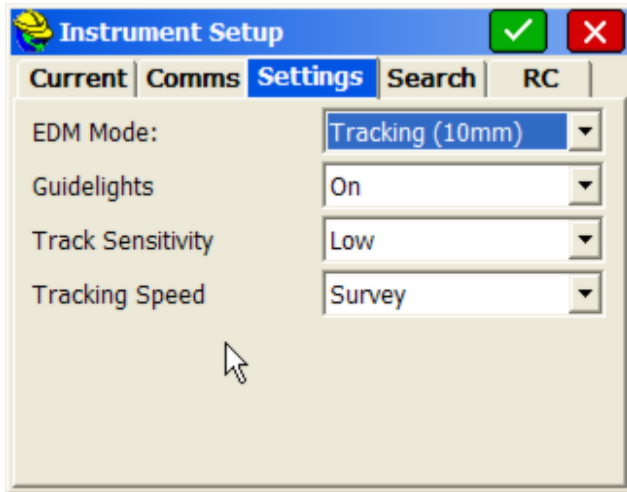 Instrument Setup
Current Comms Settings Search RC
EDM Mode: Tracking (10mm)
Guidelights On
Track Sensitivity Low
Tracking Speed Survey